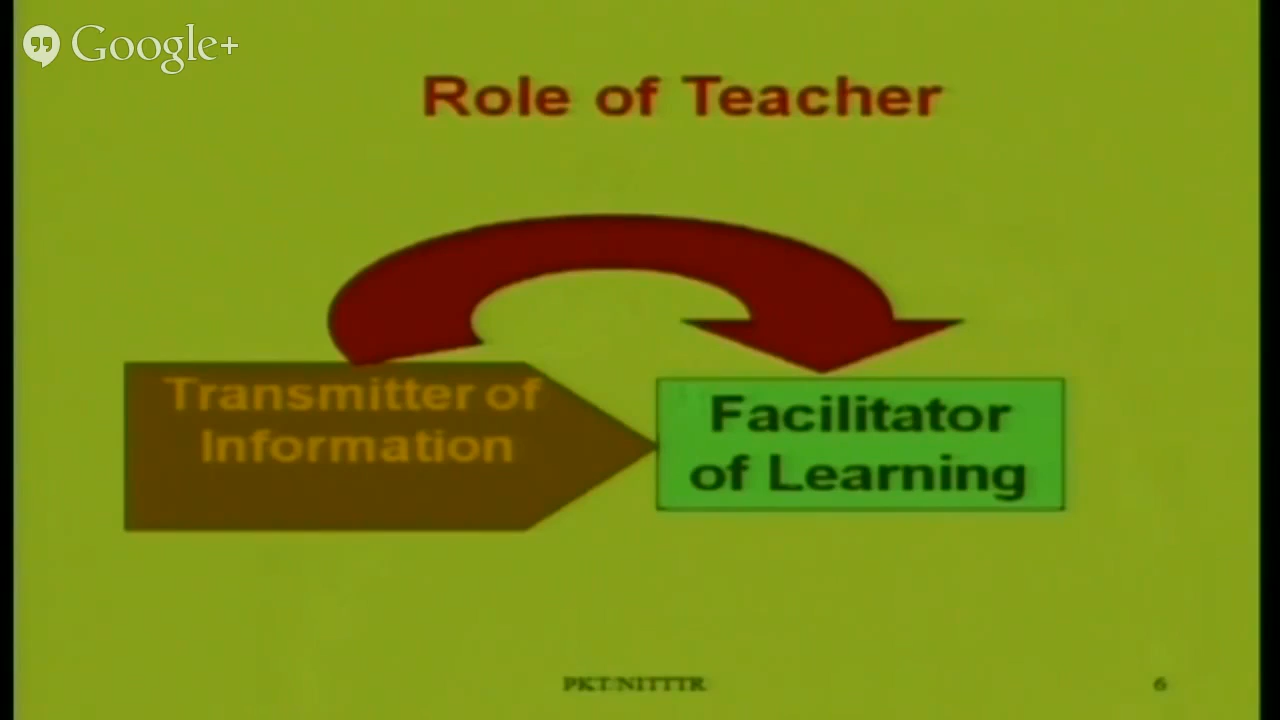 Google+
Role of Teacher
Transmitter of
Information
Facilitator
of Learning
PKT/NITTTR
6